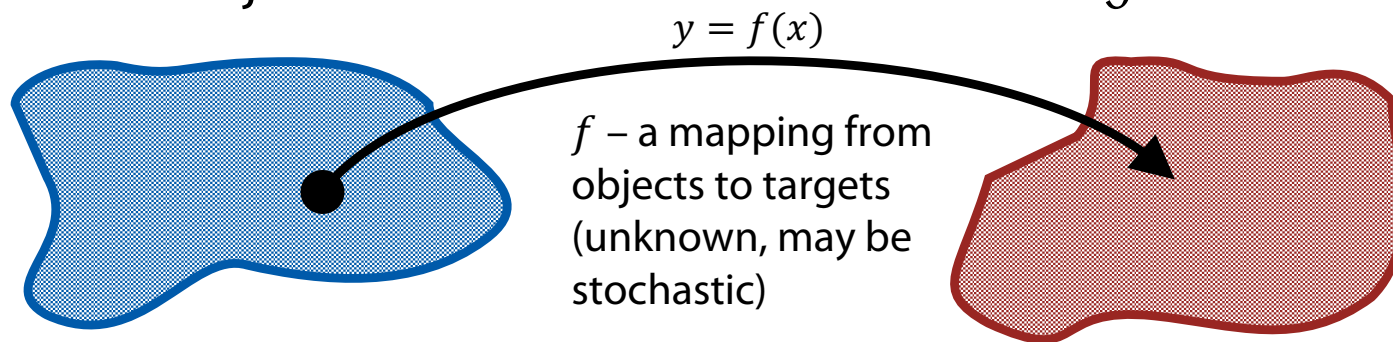 y = f(x)
f – a mapping from
objects to targets
(unknown, may be
stochastic)